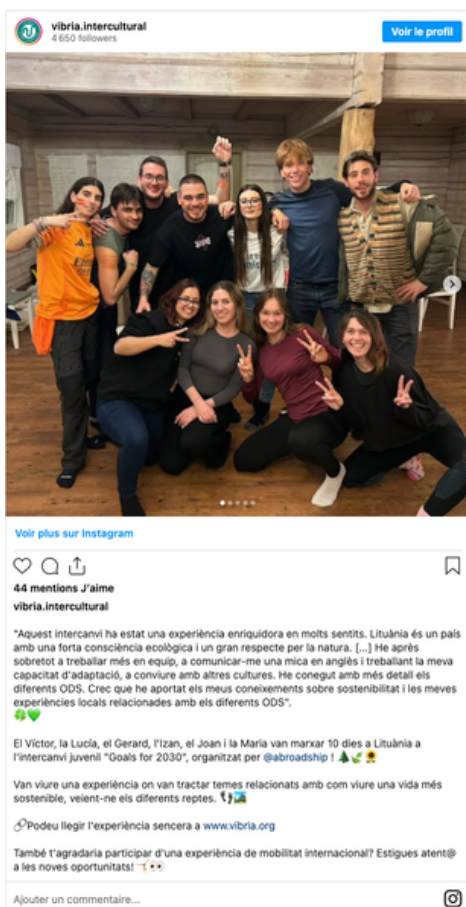 vibria.intercultural
4 650 followers
Voir le profil
Voir plus sur Instagram
44 mentions J'aime
vibria.intercultural
"Aquest intercanvi ha estat una experiència enriquidora en molts sentits. Lituània és un país
amb una forta consciència ecològica i un gran respecte per la natura. [...] He après
sobretot a treballar més en equip, a comunicar-me una mica en anglès i treballant la meva
capacitat d'adaptació, a conviure amb altres cultures. He conegut amb més detall els
diferents ODS. Crec que he aportat els meus coneixements sobre sostenibilitat i les meves
experiències locals relacionades amb els diferents ODS".
🍀💚
El Víctor, la Lucía, el Gerard, l'Izan, el Joan i la Maria van marxar 10 dies a Lituània a
l'intercanvi juvenil "Goals for 2030", organitzat per @abroadship ! 🌲🍃🌻
Van viure una experiència on van tractar temes relacionats amb com viure una vida més
sostenible, veient-ne els diferents reptes. 👣🏞️
🔗Podeu llegir l'experiència sencera a www.vibria.org
També t'agradaria participar d'una experiència de mobilitat internacional? Estigues atent@
a les noves oportunitats! 🔫👀
Ajouter un commentaire...